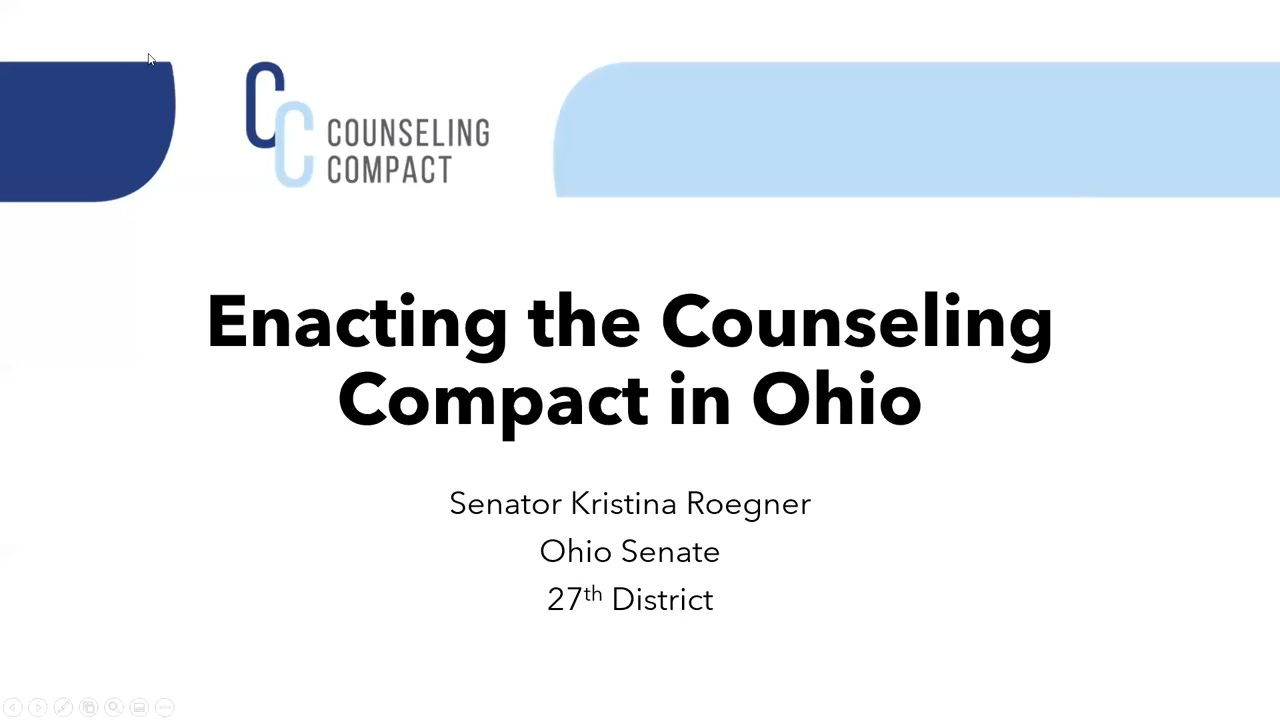 CC COUNSELING
COMPACT
Enacting the Counseling
Compact in Ohio
Senator Kristina Roegner
Ohio Senate
27th District